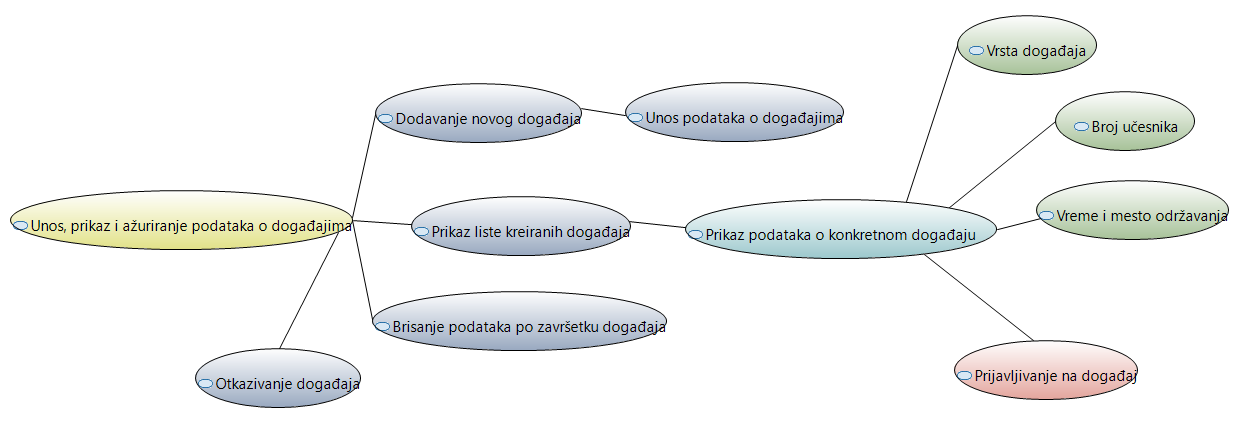 Vrsta događaja
Dodavanje novog događaja
Unos podataka o događajima
Broj učesnika
Unos, prikaz i ažuriranje podataka o događajima
Prikaz liste kreiranih događaja
Prikaz podataka o konkretnom događaju
Vreme i mesto održavanja
Brisanje podataka po završetku događaja
Otkazivanje događaja
Prijavljivanje na događaj